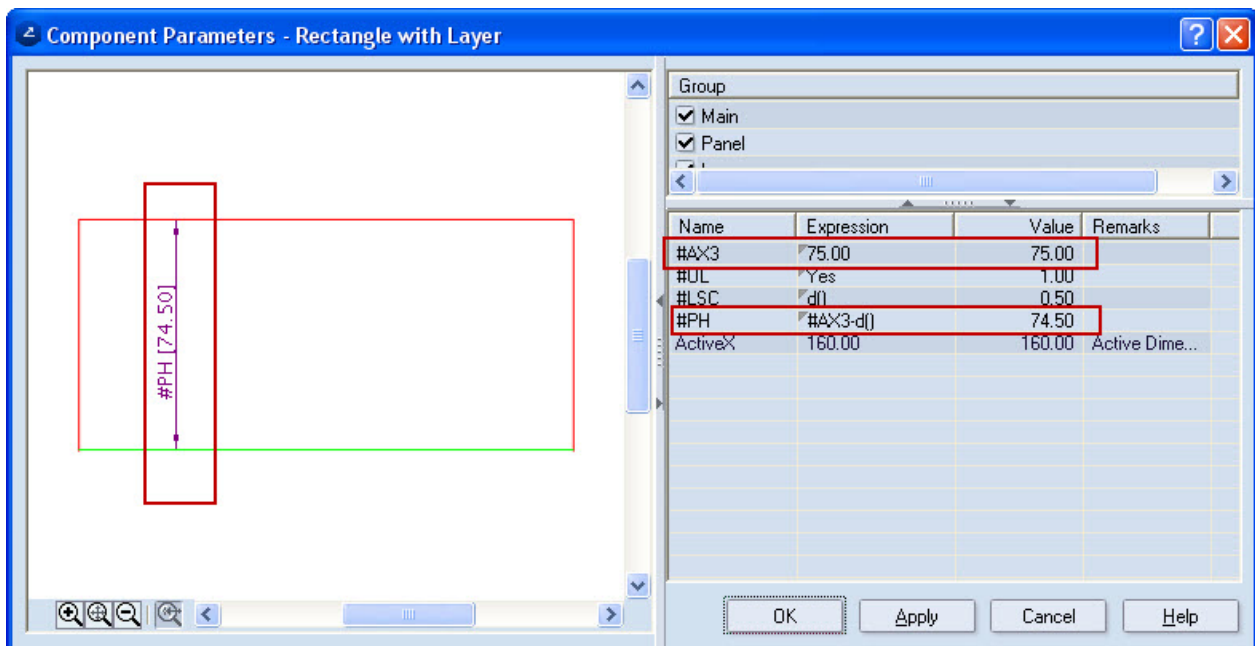 Component Parameters - Rectangle with Layer
#PH [74.50]
Group
Main
Panel
Name Expression Value Remarks
#AX3 75.00 75.00
#UL Yes 1.00
#LSC d() 0.50
#PH #AX3-d() 74.50
ActiveX 160.00 160.00 Active Dime...
OK Apply Cancel Help